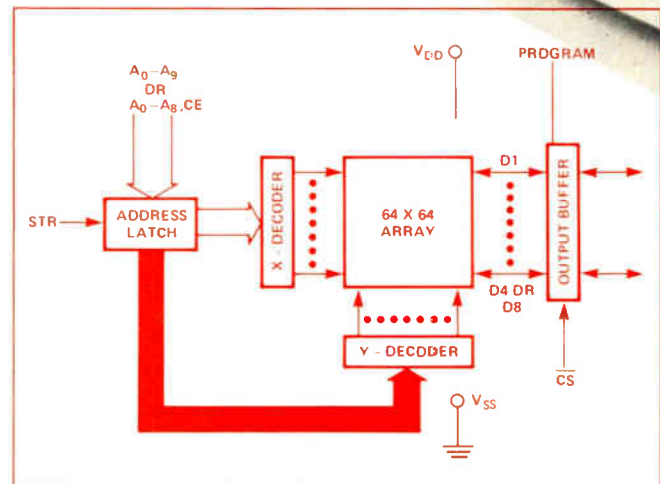 A0–A9
OR
A0–A8,CE
VDD
PROGRAM
STR
ADDRESS
LATCH
X - DECODER
64 X 64
ARRAY
D1
D4 OR
D8
OUTPUT BUFFER
Y - DECODER
CS
VSS